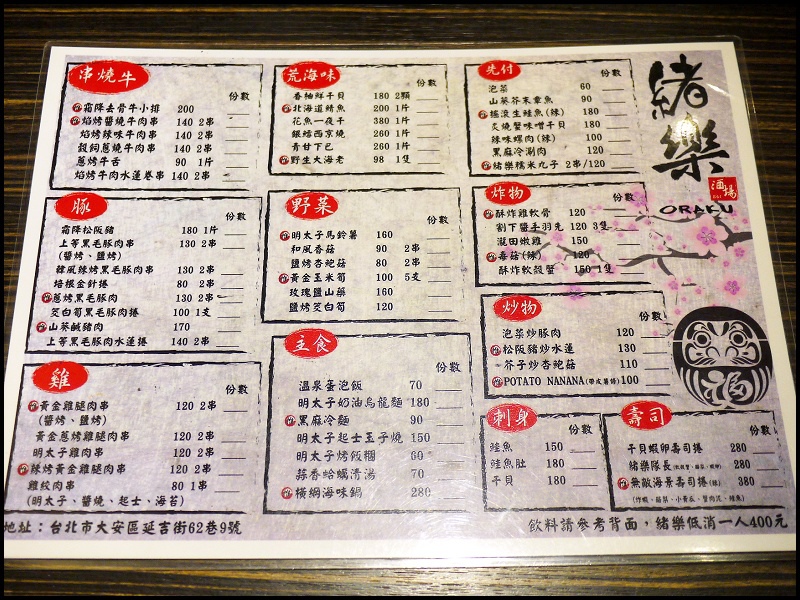 串燒牛
份數
霜降去骨牛小排 200
焰烤醬燒牛肉串 140 2串
焰烤辣味牛肉串 140 2串
穀飼蔥燒牛肉串 140 2串
蔥烤牛舌 90 1片
焰烤牛肉水蓮卷串 140 2串
豚
份數
霜降松阪豬 180 1片
上等黑毛豚肉串 130 2串
(醬烤、鹽烤)
韓風辣烤黑毛豚肉串 130 2串
培根金針捲 80 2串
蔥烤黑毛豚肉 130 2串
茭白筍黑毛豚肉捲 100 1支
山葵鹹豬肉 170
上等黑毛豚肉水蓮捲 140 2串
雞
份數
黃金雞腿肉串 120 2串
(醬烤、鹽烤)
黃金蔥烤雞腿肉串 120 2串
明太子雞肉串 120 2串
辣烤黃金雞腿肉串 120 2串
雞紋肉串 80 1串
(明太子、醬燒、起士、海苔)
荒海味
份數
香柚鮮干貝 180 2顆
北海道鯖魚 200 1片
花魚一夜干 380 1片
銀鱈西京燒 260 1片
青甘下巴 260 1片
野生大海老 98 1隻
野菜
份數
明太子馬鈴薯 160
和風香菇 90 2串
鹽烤杏鮑菇 80 2串
黃金玉米筍 100 5支
玫瑰鹽山藥 160
鹽烤茭白筍 120
主食
份數
溫泉蛋泡飯 70
明太子奶油烏龍麵 180
黑麻冷麵 90
明太子起士玉子燒 150
明太子烤飯糰 60
蒜香蛤蠣清湯 70
橫綱海味鍋 280
先付
份數
泡菜 60
山葵芥末章魚 90
搖滾生鮭魚(辣) 180
炙燒蟹味噌干貝 180
辣味螺肉(辣) 100
黑麻冷涮肉 120
緒樂糯米丸子 2串/120
炸物
份數
酥炸雞軟骨 120
割下醬手羽先 120 3隻
瀧田嫩雞 150
香菇(辣) 120
酥炸軟殼蟹 150 1隻
炒物
份數
泡菜炒豚肉 120
松阪豬炒水蓮 130
芥子炒杏鮑菇 110
POTATO NANANA(帶皮薯條)100
刺身
份數
鮭魚 150
鮭魚肚 180
干貝 180
壽司
份數
干貝蝦卵壽司捲 280
緒樂隊長 280
無敵海景壽司捲(辣) 380
緒樂
酒場
ORAKU
福
地址：台北市大安區延吉街62巷9號
飲料請參考背面，緒樂低消一人400元